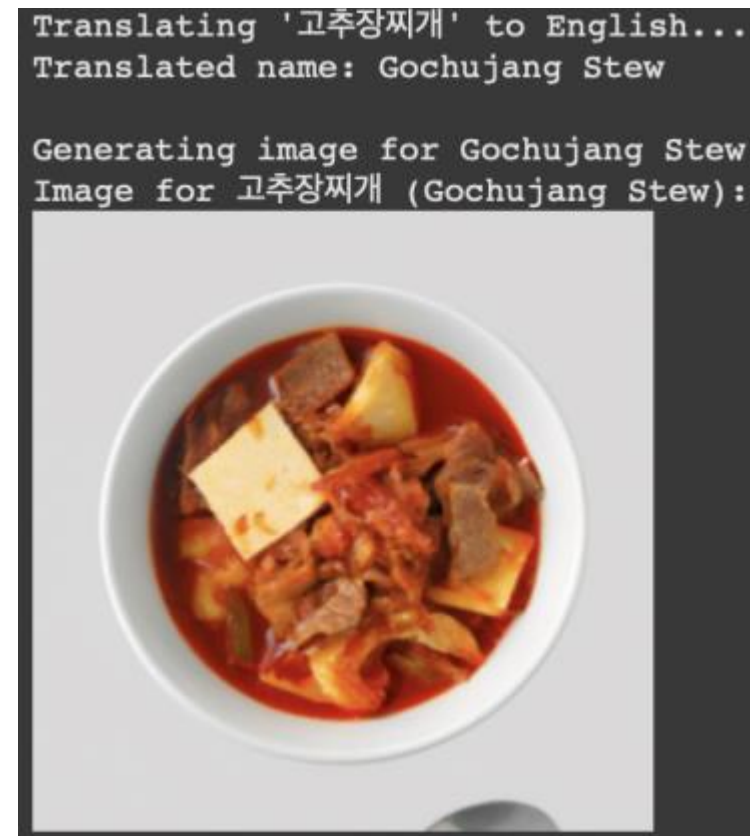 Translating '고추장찌개' to English...
Translated name: Gochujang Stew
Generating image for Gochujang Stew
Image for 고추장찌개 (Gochujang Stew):